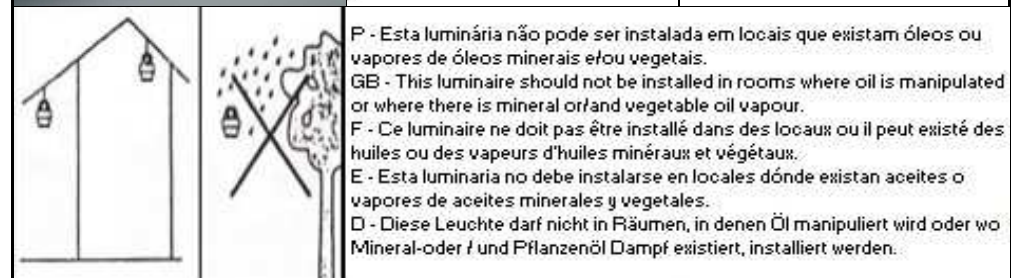 P - Esta luminária não pode ser instalada em locais que existam óleos ou
vapores de óleos minerais e/ou vegetais.
GB - This luminaire should not be installed in rooms where oil is manipulated
or where there is mineral or/and vegetable oil vapour.
F - Ce luminaire ne doit pas être installé dans des locaux ou il peut existé des
huiles ou des vapeurs d'huiles minéraux et végétaux.
E - Esta luminaria no debe instalarse en locales dónde existan aceites o
vapores de aceites minerales y vegetales.
D - Diese Leuchte darf nicht in Räumen, in denen Öl manipuliert wird oder wo
Mineral-oder / und Pflanzenöl Dampf existiert, installiert werden.